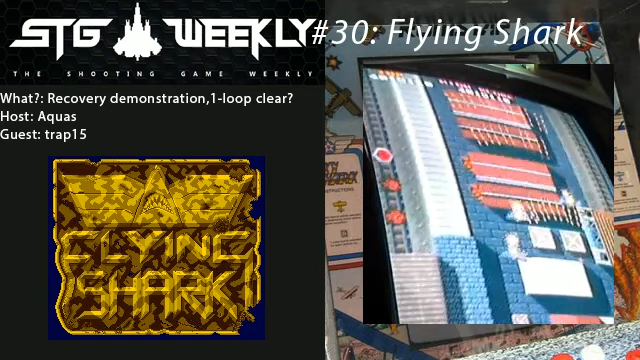 STG WEEKLY #30: Flying Shark
THE SHOOTING GAME WEEKLY
What?: Recovery demonstration,1-loop clear?
Host: Aquas
Guest: trap15
FLYING
SHARK!
INSTRUCTIONS